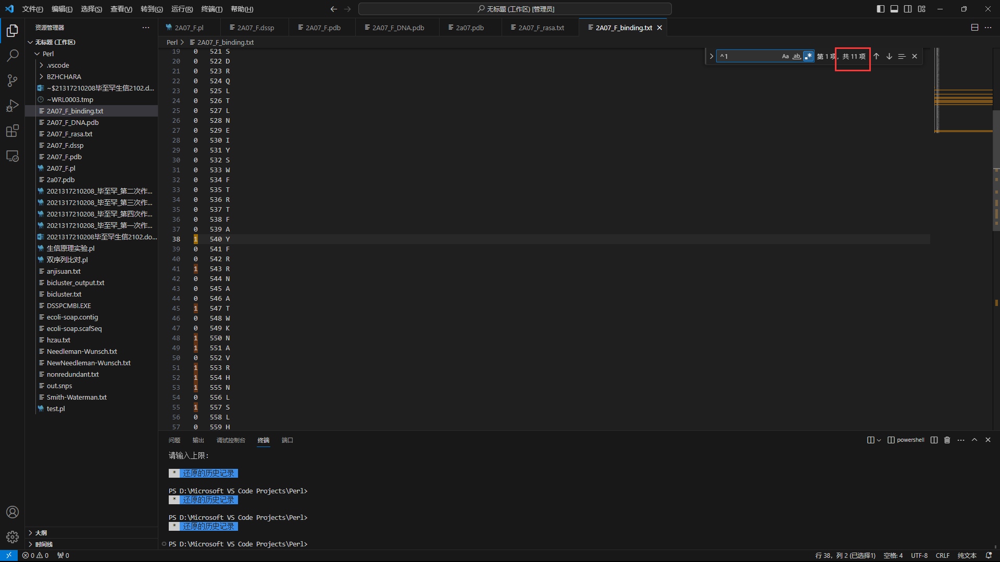 文件(F) 编辑(E) 选择(S) 查看(V) 转到(G) 运行(R) 终端(T) 帮助(H)
无标题 (工作区) [管理员]
资源管理器
2A07_F.pl 2A07_F.dssp 2A07_F.pdb 2A07_F_DNA.pdb 2a07.pdb 2A07_F_rasa.txt 2A07_F_binding.txt
无标题 (工作区)
Perl
.vscode
BZHCHARA
~$21317210208毕至罕生信2102.d...
~WRL0003.tmp
2A07_F_binding.txt
2A07_F_DNA.pdb
2A07_F_rasa.txt
2A07_F.dssp
2A07_F.pdb
2A07_F.pl
2a07.pdb
2021317210208_毕至罕_第二次作...
2021317210208_毕至罕_第三次作...
2021317210208_毕至罕_第四次作...
2021317210208_毕至罕_第一次作...
2021317210208毕至罕生信2102.do...
生信原理实验.pl
双序列比对.pl
anjisuan.txt
bicluster_output.txt
bicluster.txt
DSSPCMBI.EXE
ecoli-soap.contig
ecoli-soap.scafSeq
hzau.txt
Needleman-Wunsch.txt
NewNeedleman-Wunsch.txt
nonredundant.txt
out.snps
Smith-Waterman.txt
test.pl
大纲
时间线
Perl > 2A07_F_binding.txt
^1 Aa ab 第 1 项, 共 11 项
19 0 521 S
20 0 522 D
21 0 523 R
22 0 524 Q
23 0 525 L
24 0 526 T
25 0 527 L
26 0 528 N
27 0 529 E
28 0 530 I
29 0 531 Y
30 0 532 S
31 0 533 W
32 0 534 F
33 0 535 T
34 0 536 R
35 0 537 T
36 0 538 F
37 0 539 A
38 1 540 Y
39 0 541 F
40 0 542 R
41 1 543 R
42 0 544 N
43 0 545 A
44 0 546 A
45 1 547 T
46 0 548 W
47 0 549 K
48 1 550 N
49 1 551 A
50 0 552 V
51 1 553 R
52 1 554 H
53 1 555 N
54 0 556 L
55 1 557 S
56 0 558 L
57 0 559 H
问题 输出 调试控制台 终端 端口
powershell
请输入上限:
* 还原的历史记录
PS D:\Microsoft VS Code Projects\Perl>
* 还原的历史记录
PS D:\Microsoft VS Code Projects\Perl>
* 还原的历史记录
PS D:\Microsoft VS Code Projects\Perl>
0 0 0
行 38, 列 2 (已选择1) 空格: 4 UTF-8 CRLF 纯文本